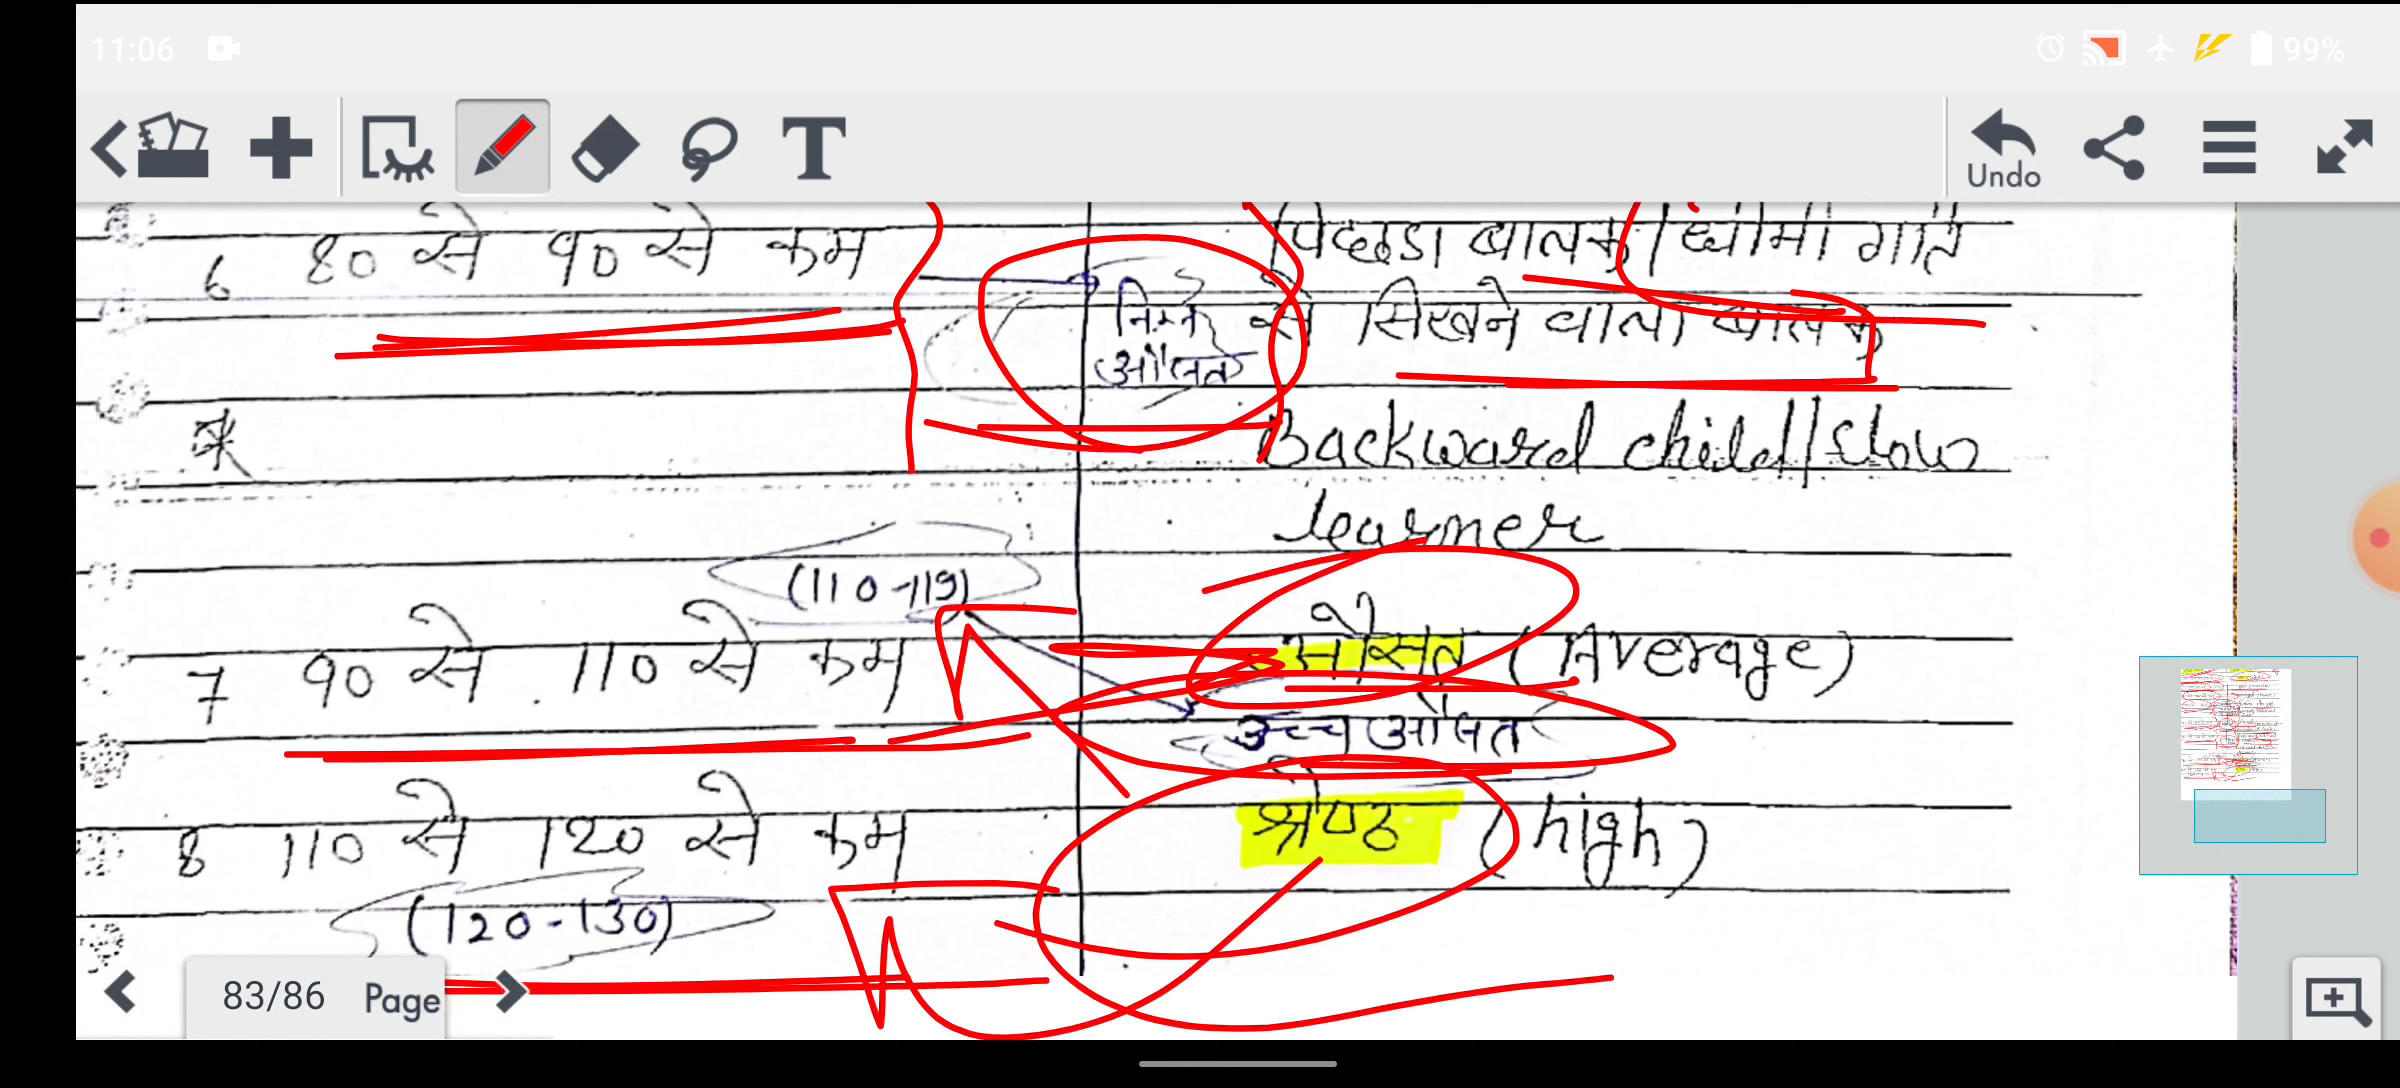 11:06
99%
Undo
6 80 से 90 से कम
पिछडा बालक / धीमी गति
निम्न
औसत
से सिखने वाला बालक
Backward child/slow
learner
(110-119)
7 90 से 110 से कम
औसत (Average)
उच्च औसत
8 110 से 120 से कम
श्रेष्ठ (high)
(120-130)
83/86 Page